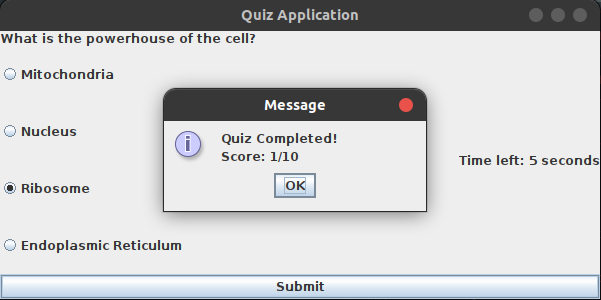 Quiz Application
What is the powerhouse of the cell?
Mitochondria
Nucleus
Ribosome
Endoplasmic Reticulum
Message
i
Quiz Completed!
Score: 1/10
OK
Time left: 5 seconds
Submit